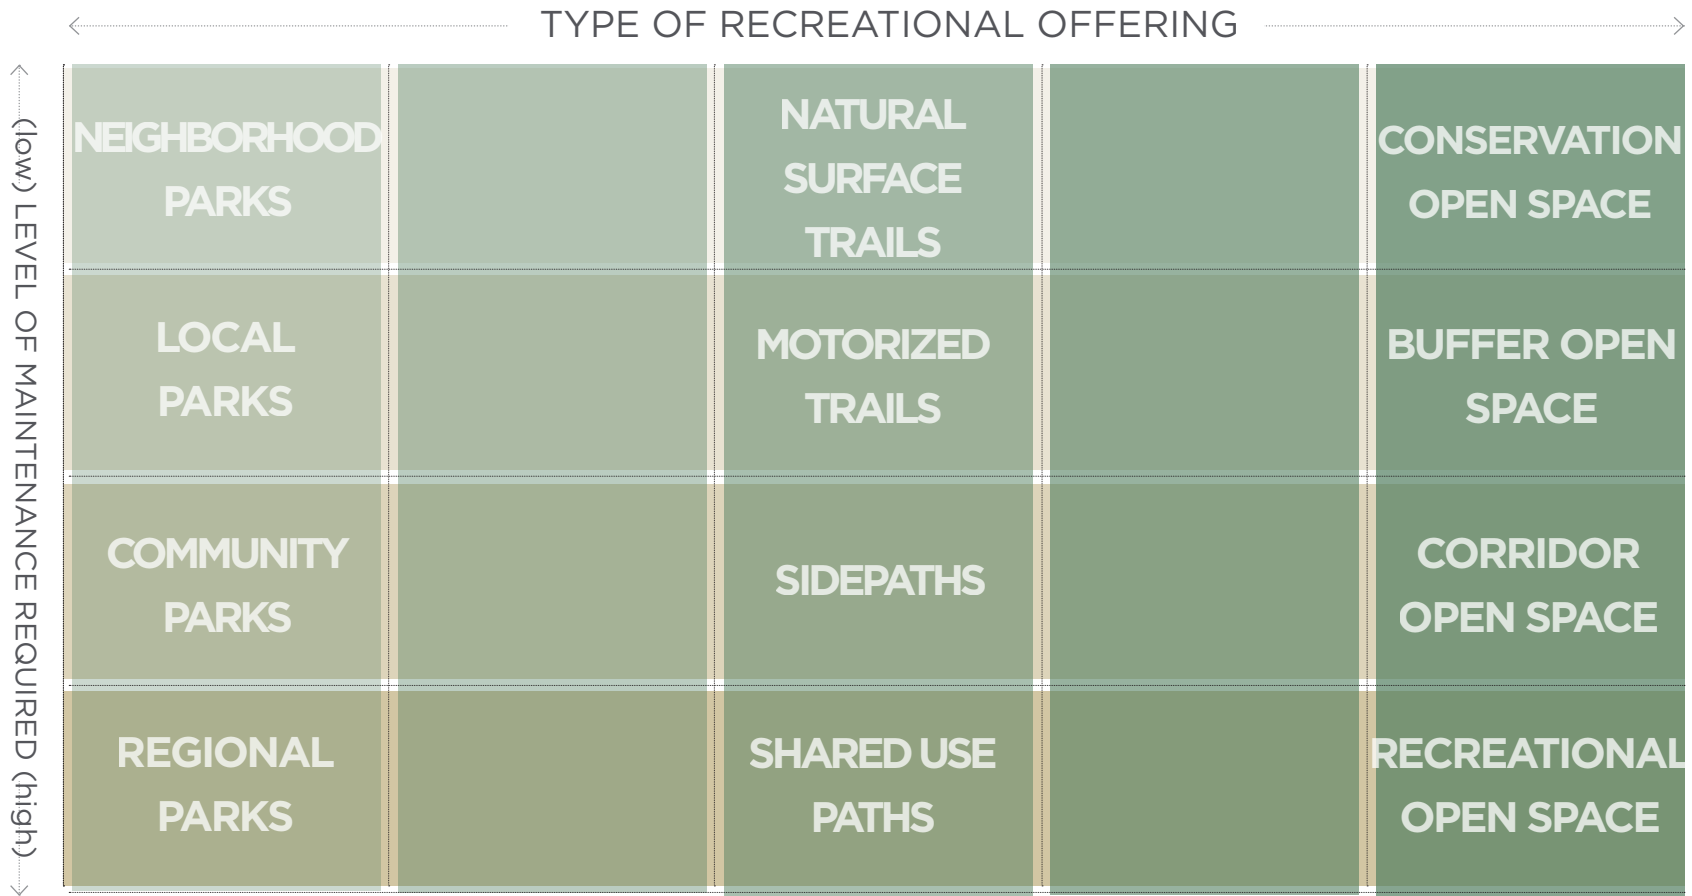 TYPE OF RECREATIONAL OFFERING
(low) LEVEL OF MAINTENANCE REQUIRED (high)
NEIGHBORHOOD
PARKS
NATURAL
SURFACE
TRAILS
CONSERVATION
OPEN SPACE
LOCAL
PARKS
MOTORIZED
TRAILS
BUFFER OPEN
SPACE
COMMUNITY
PARKS
SIDEPATHS
CORRIDOR
OPEN SPACE
REGIONAL
PARKS
SHARED USE
PATHS
RECREATIONAL
OPEN SPACE